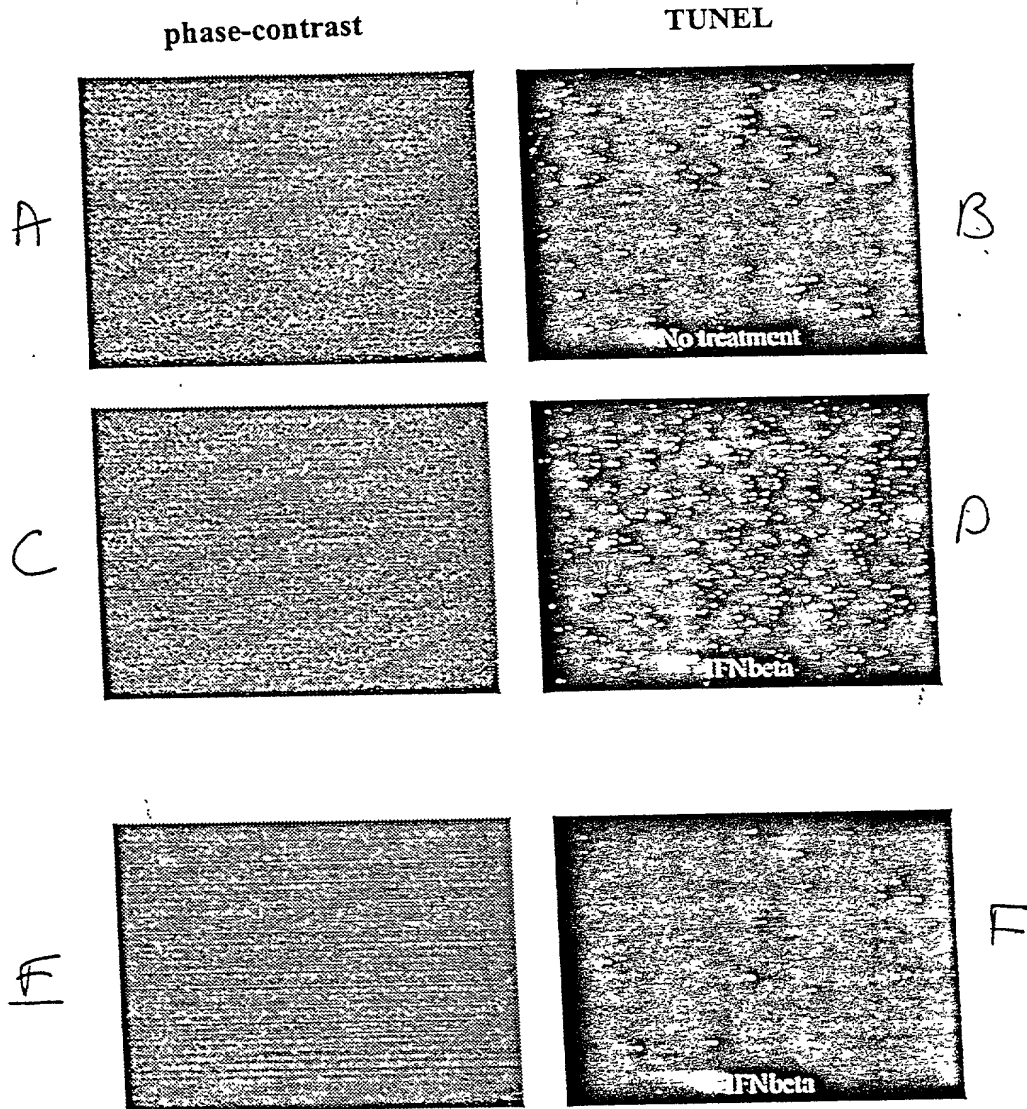 phase-contrast TUNEL
A B
No treatment
C D
IFNbeta
E F
IFNbeta